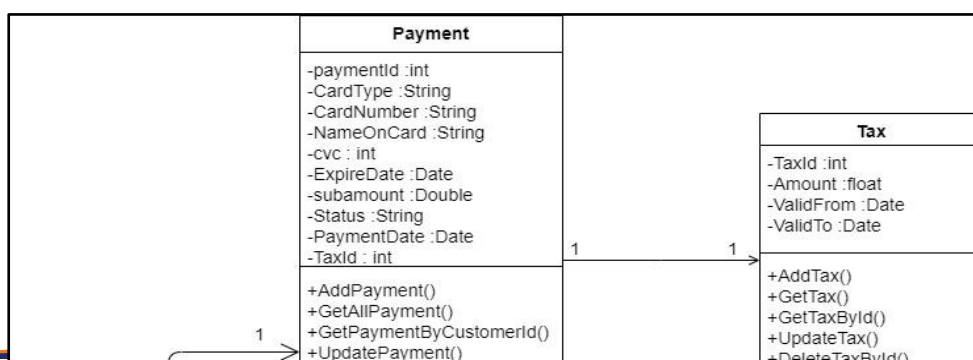 Payment
-paymentId :int
-CardType :String
-CardNumber :String
-NameOnCard :String
-cvc : int
-ExpireDate :Date
-subamount :Double
-Status :String
-PaymentDate :Date
-TaxId : int
+AddPayment()
+GetAllPayment()
+GetPaymentByCustomerId()
+UpdatePayment()
1
1
1
Tax
-TaxId :int
-Amount :float
-ValidFrom :Date
-ValidTo :Date
+AddTax()
+GetTax()
+GetTaxById()
+UpdateTax()
+DeleteTaxById()